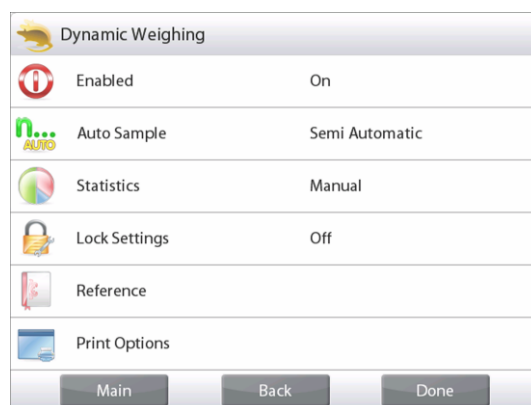 Dynamic Weighing
Enabled On
n... AUTO Auto Sample Semi Automatic
Statistics Manual
Lock Settings Off
Reference
Print Options
Main Back Done